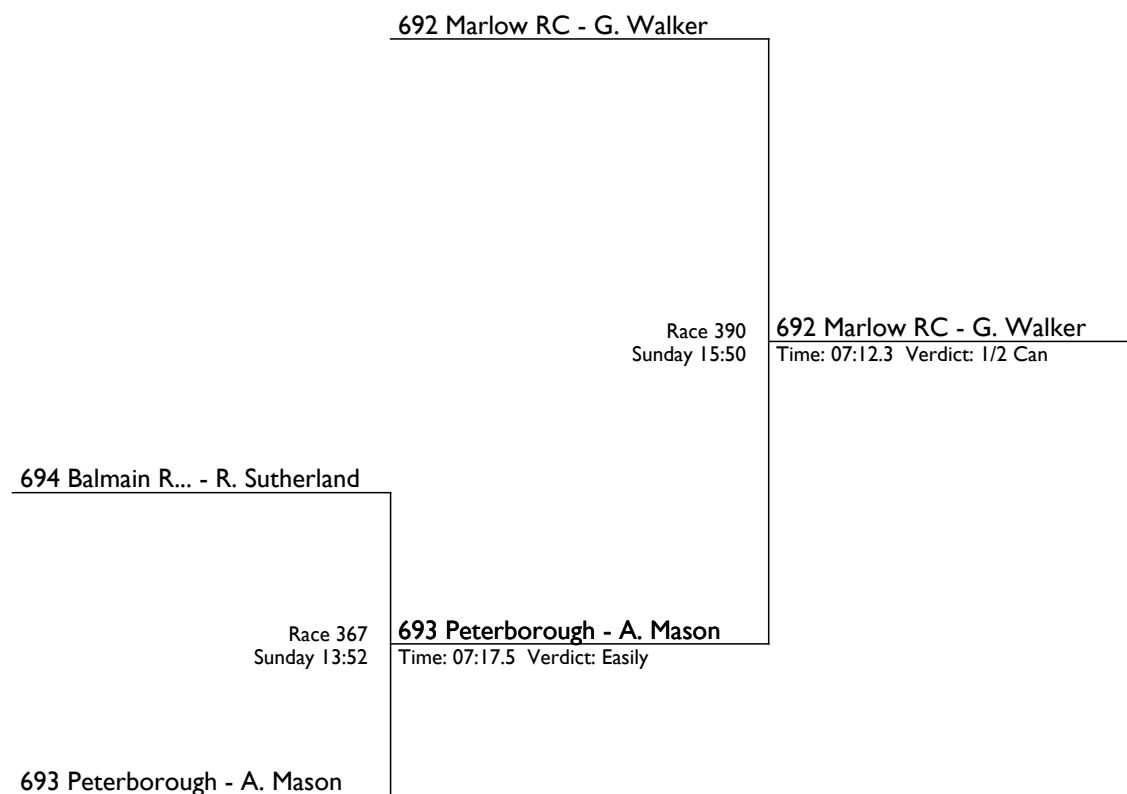 692 Marlow RC - G. Walker
Race 390
Sunday 15:50
692 Marlow RC - G. Walker
Time: 07:12.3 Verdict: 1/2 Can
694 Balmain R... - R. Sutherland
Race 367
Sunday 13:52
693 Peterborough - A. Mason
Time: 07:17.5 Verdict: Easily
693 Peterborough - A. Mason